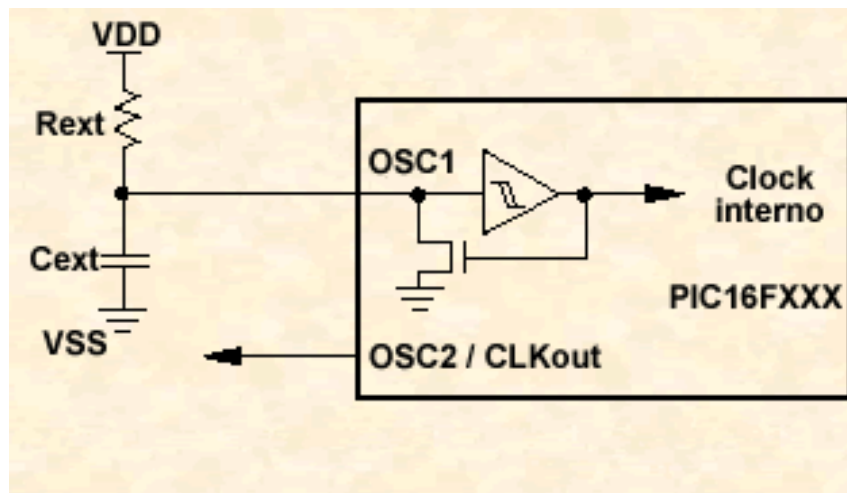 VDD
Rext
OSC1
Clock
interno
Cext
PIC16FXXX
VSS
OSC2 / CLKout